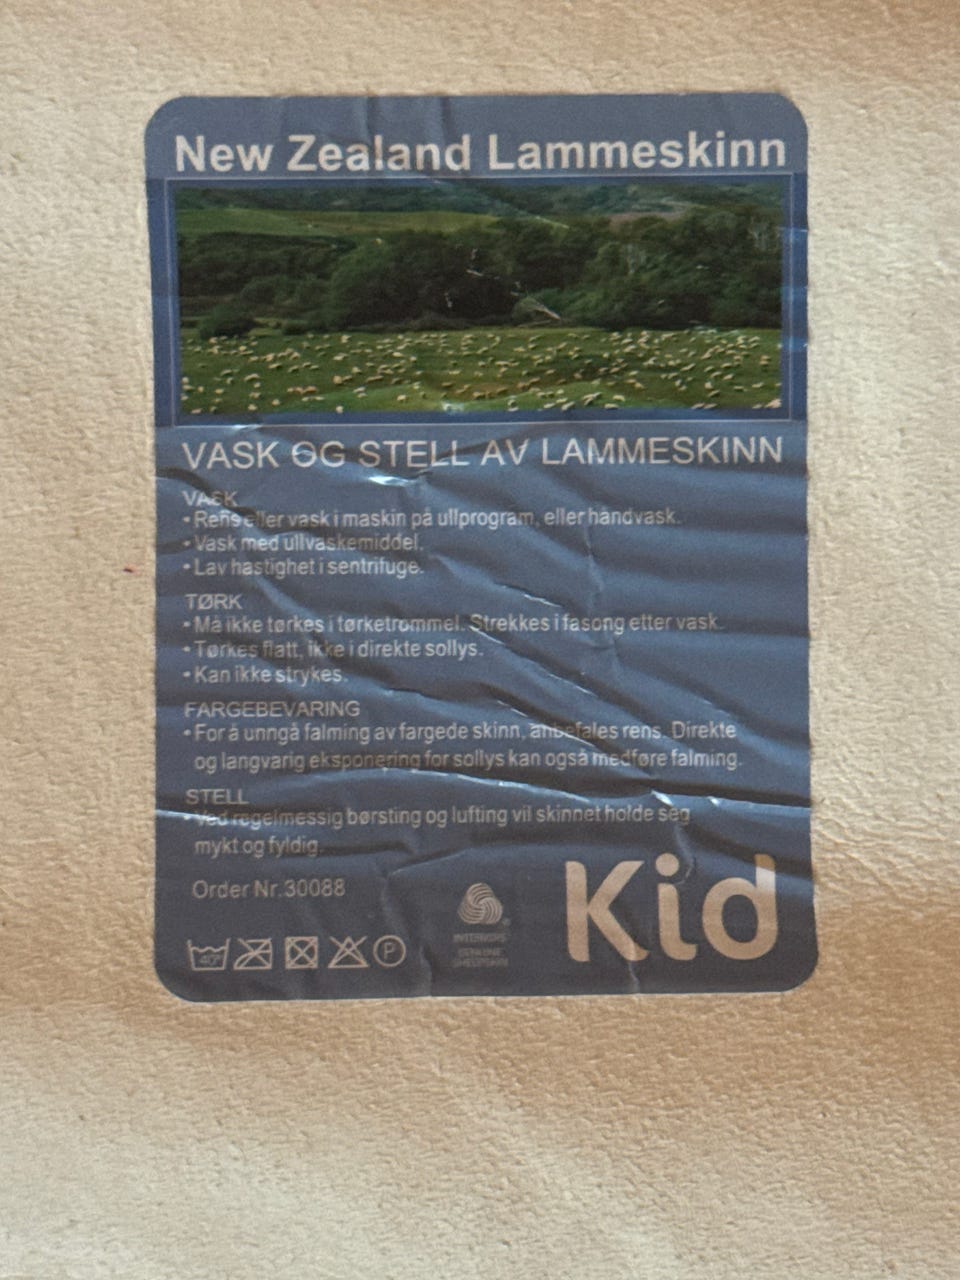 New Zealand Lammeskinn
VASK OG STELL AV LAMMESKINN
VASK
• Rens eller vask i maskin på ullprogram, eller håndvask.
• Vask med ullvaskemiddel.
• Lav hastighet i sentrifuge.
TØRK
• Må ikke tørkes i tørketrommel. Strekkes i fasong etter vask.
• Tørkes flatt, ikke i direkte sollys.
• Kan ikke strykes.
FARGEBEVARING
• For å unngå falming av fargede skinn, anbefales rens. Direkte
og langvarig eksponering for sollys kan også medføre falming.
STELL
• Ved regelmessig børsting og lufting vil skinnet holde seg
mykt og fyldig.
Order Nr.30088
40°
P
INTERIORS
GENUINE
SHEEPSKIN
Kid